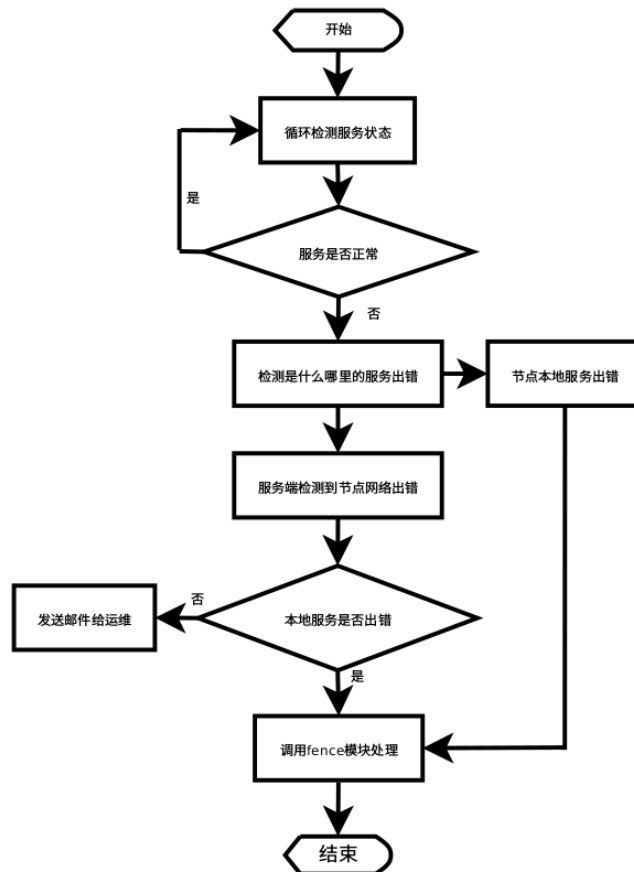 开始
循环检测服务状态
是
服务是否正常
否
检测是什么哪里的服务出错
节点本地服务出错
服务端检测到节点网络出错
否
发送邮件给运维
本地服务是否出错
是
调用fence模块处理
结束